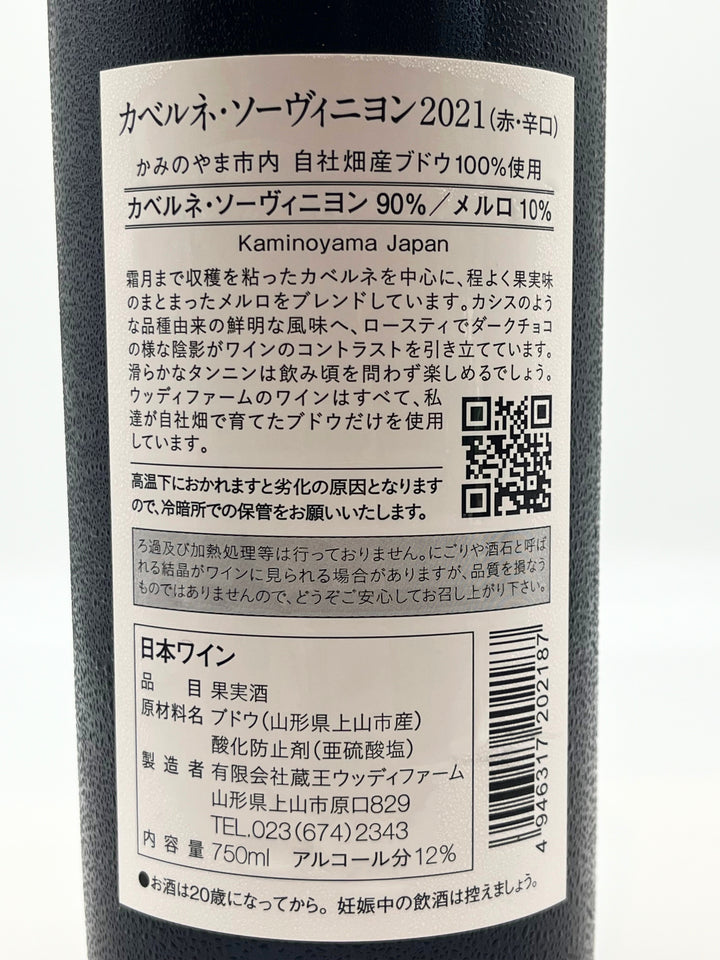 カベルネ・ソーヴィニヨン2021(赤・辛口)
かみのやま市内 自社畑産ブドウ100%使用
カベルネ・ソーヴィニヨン 90%／メルロ 10%
Kaminoyama Japan
霜月まで収穫を粘ったカベルネを中心に、程よく果実味
のまとまったメルロをブレンドしています。カシスのよう
な品種由来の鮮明な風味へ、ロースティでダークチョコ
の様な陰影がワインのコントラストを引き立てています。
滑らかなタンニンは飲み頃を問わず楽しめるでしょう。
ウッディファームのワインはすべて、私
達が自社畑で育てたブドウだけを使用
しています。
高温下におかれますと劣化の原因となります
ので、冷暗所での保管をお願いいたします。
ろ過及び加熱処理等は行っておりません。にごりや酒石と呼ば
れる結晶がワインに見られる場合がありますが、品質を損なう
ものではありませんので、どうぞご安心してお召し上がり下さい。
日本ワイン
品 目 果実酒
原材料名 ブドウ(山形県上山市産)
酸化防止剤(亜硫酸塩)
製造者 有限会社蔵王ウッディファーム
山形県上山市原口829
TEL.023(674)2343
内容量 750ml アルコール分12%
4 946317 202187
●お酒は20歳になってから。妊娠中の飲酒は控えましょう。